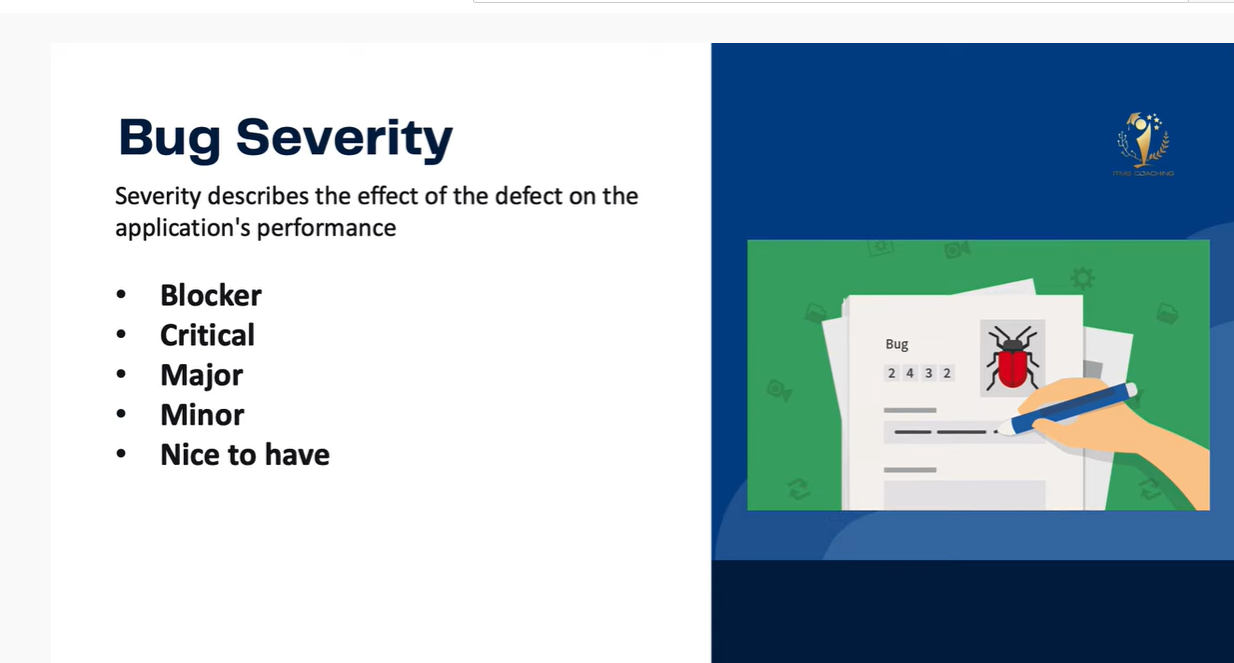 Bug Severity
Severity describes the effect of the defect on the
application's performance
• Blocker
• Critical
• Major
• Minor
• Nice to have
COACHING
Bug
2 4 3 2